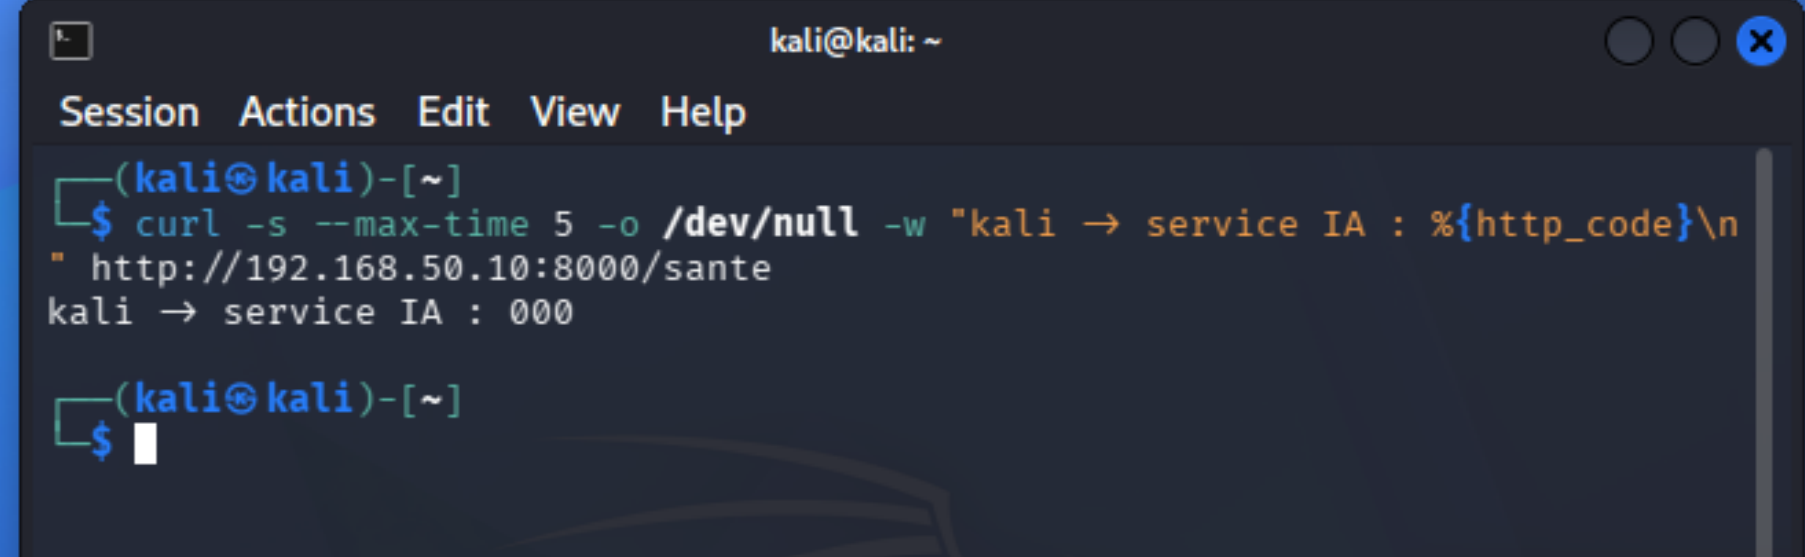 kali@kali: ~
Session Actions Edit View Help
┌──(kali㉿kali)-[~]
└─$ curl -s --max-time 5 -o /dev/null -w "kali → service IA : %{http_code}\n
" http://192.168.50.10:8000/sante
kali → service IA : 000
┌──(kali㉿kali)-[~]
└─$